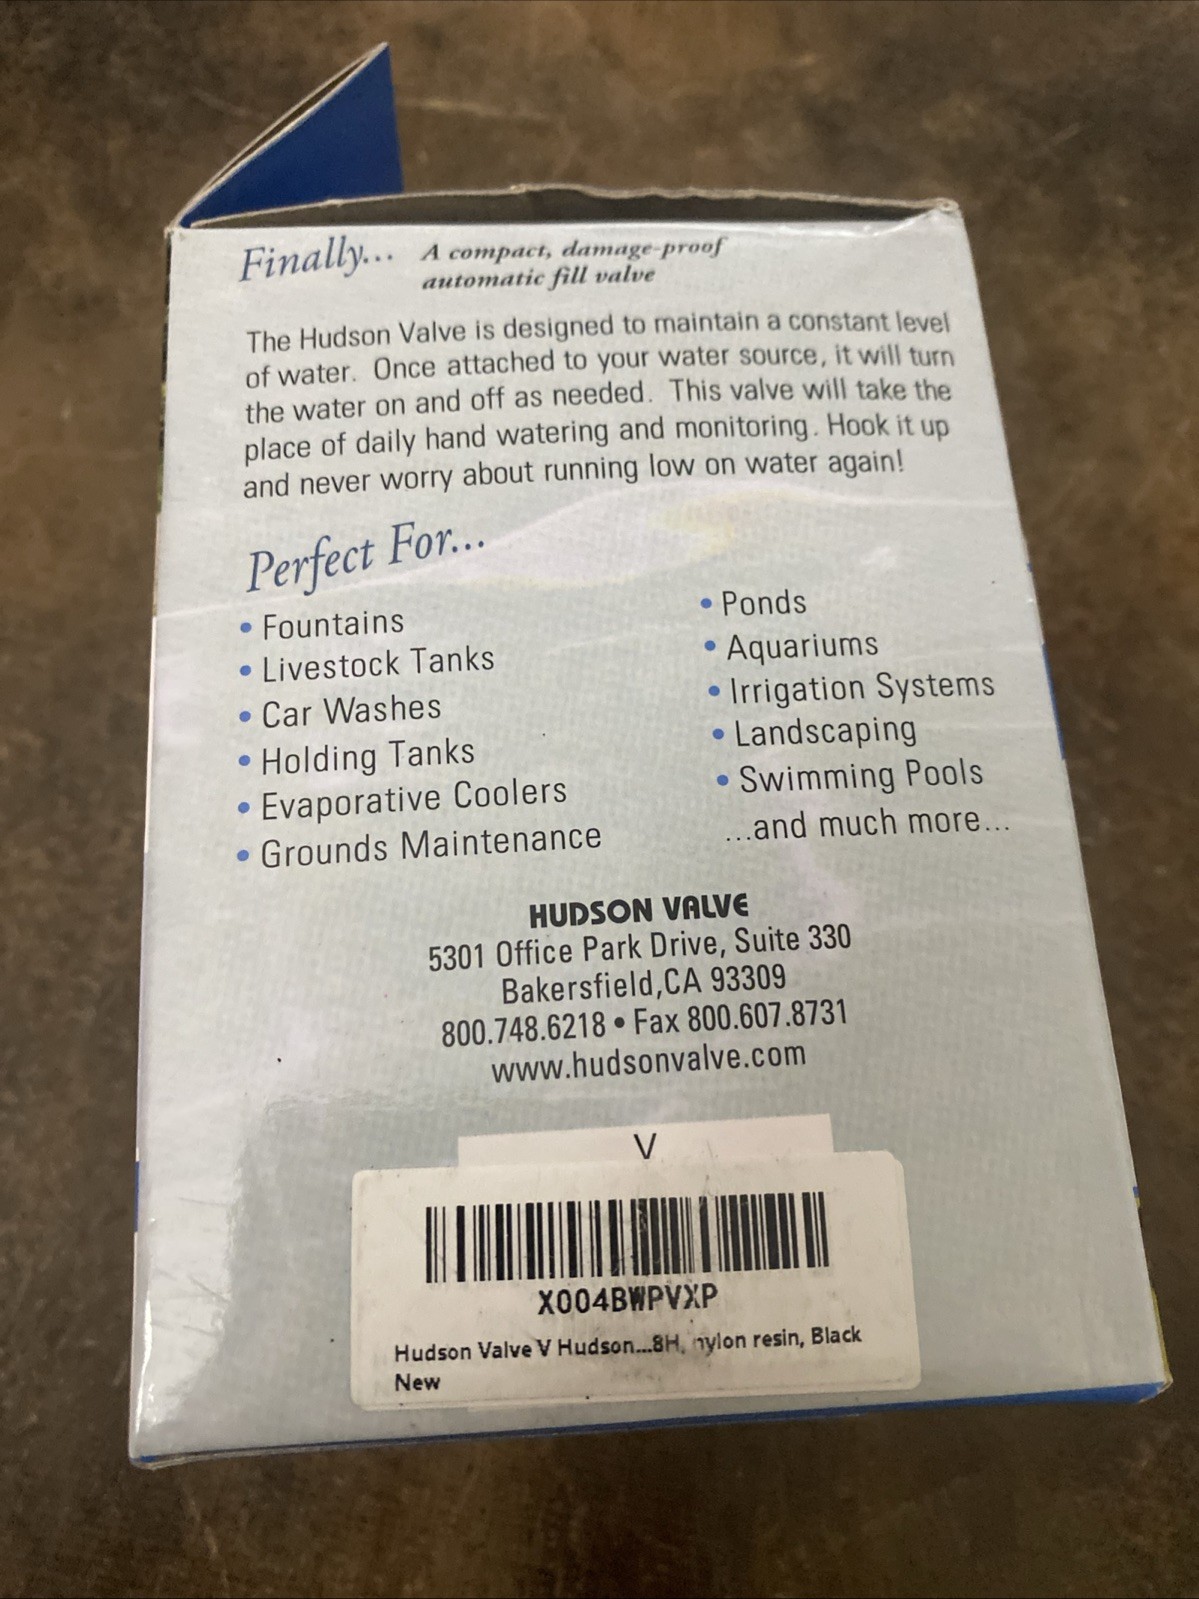 Finally... A compact, damage-proof
automatic fill valve
The Hudson Valve is designed to maintain a constant level
of water. Once attached to your water source, it will turn
the water on and off as needed. This valve will take the
place of daily hand watering and monitoring. Hook it up
and never worry about running low on water again!
Perfect For...
• Fountains
• Livestock Tanks
• Car Washes
• Holding Tanks
• Evaporative Coolers
• Grounds Maintenance
• Ponds
• Aquariums
• Irrigation Systems
• Landscaping
• Swimming Pools
...and much more...
HUDSON VALVE
5301 Office Park Drive, Suite 330
Bakersfield,CA 93309
800.748.6218 • Fax 800.607.8731
www.hudsonvalve.com
V
X004BWPVXP
Hudson Valve V Hudson...8H, nylon resin, Black
New